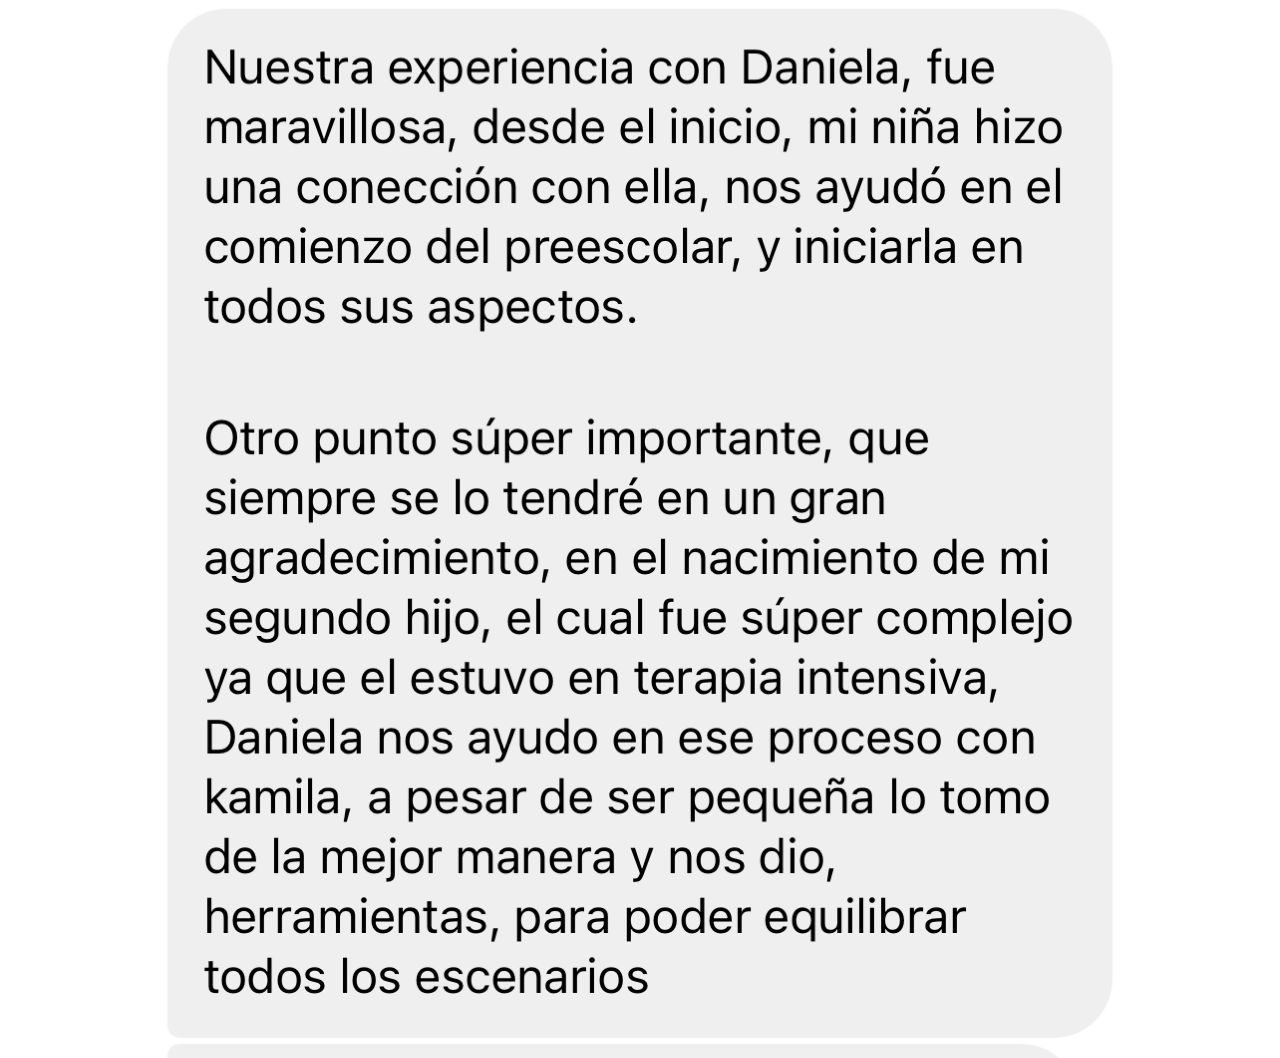 Nuestra experiencia con Daniela, fue
maravillosa, desde el inicio, mi niña hizo
una conección con ella, nos ayudó en el
comienzo del preescolar, y iniciarla en
todos sus aspectos.
Otro punto súper importante, que
siempre se lo tendré en un gran
agradecimiento, en el nacimiento de mi
segundo hijo, el cual fue súper complejo
ya que el estuvo en terapia intensiva,
Daniela nos ayudo en ese proceso con
kamila, a pesar de ser pequeña lo tomo
de la mejor manera y nos dio,
herramientas, para poder equilibrar
todos los escenarios